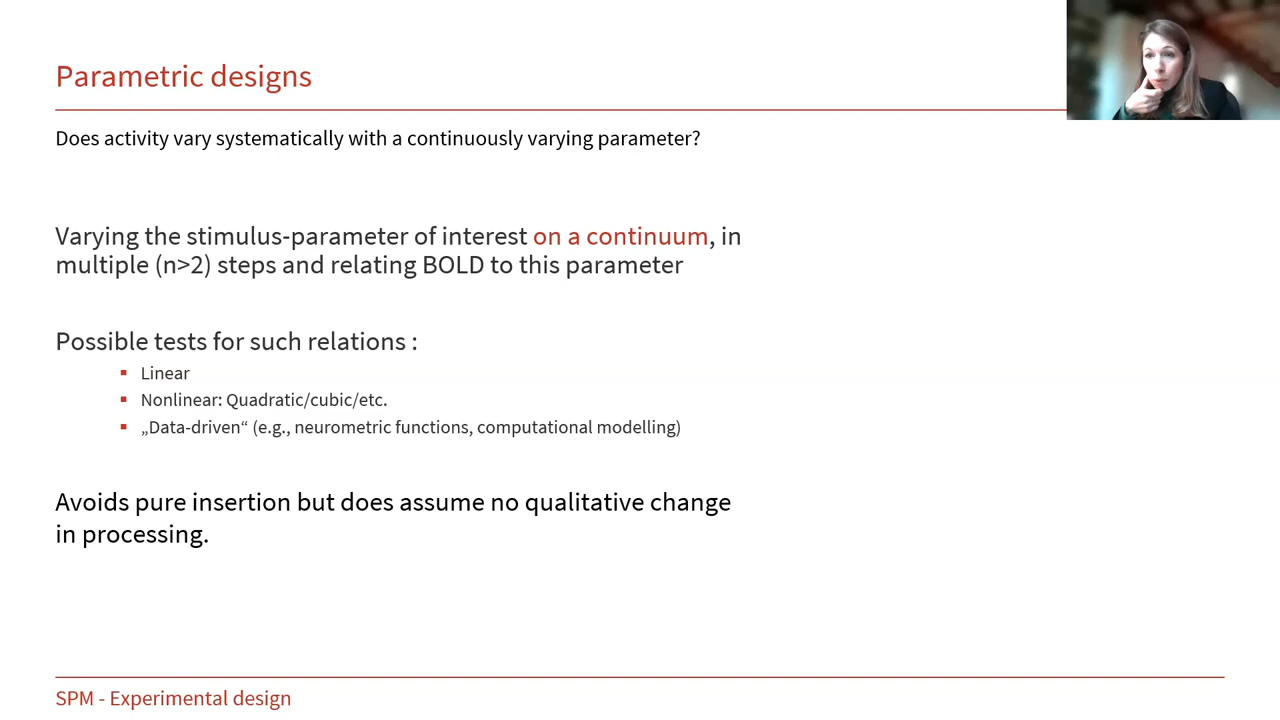 Parametric designs
Does activity vary systematically with a continuously varying parameter?
Varying the stimulus-parameter of interest on a continuum, in
multiple (n>2) steps and relating BOLD to this parameter
Possible tests for such relations :
Linear
Nonlinear: Quadratic/cubic/etc.
„Data-driven“ (e.g., neurometric functions, computational modelling)
Avoids pure insertion but does assume no qualitative change
in processing.
SPM - Experimental design